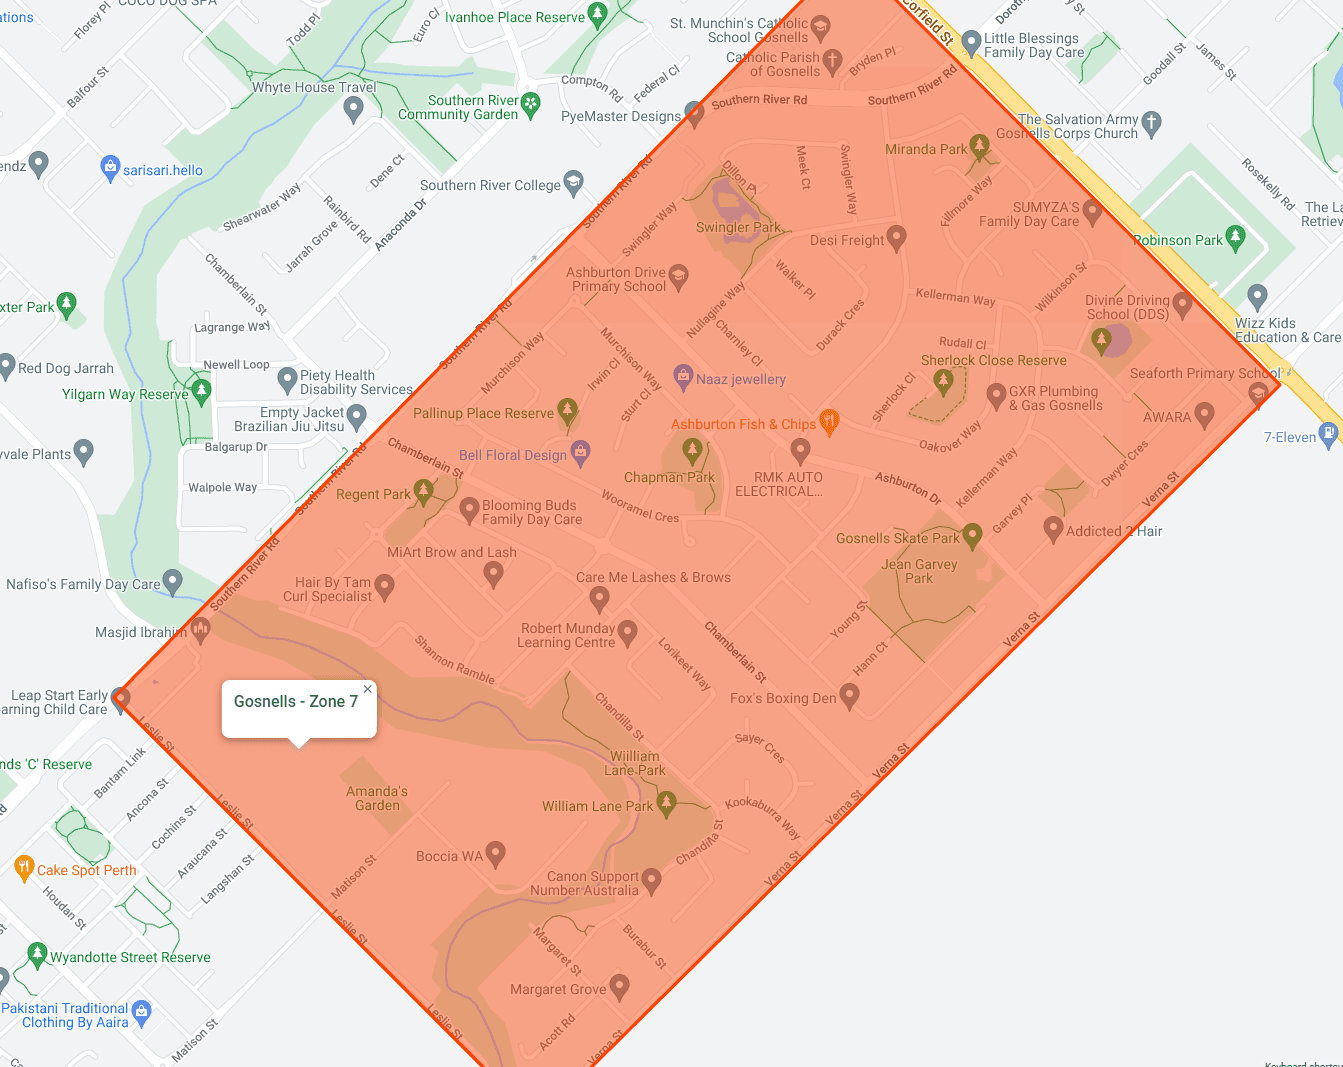 COCO DOG SPA
ations
Florey Pl
Todd Pl
Euro Cl
Ivanhoe Place Reserve
St. Munchin's Catholic
School Gosnells
Catholic Parish
of Gosnells
Bryden Pl
Corfield St
Little Blessings
Family Day Care
Goodall St
James St
Balfour St
Whyte House Travel
Compton Rd
Federal Cl
Southern River
Community Garden
PyeMaster Designs
Southern River Rd
Southern River Rd
The Salvation Army
Gosnells Corps Church
endz
sarisari.hello
Dene Ct
Southern River College
Southern River Rd
Dillon Pl
Meek Ct
Swingler Way
Miranda Park
Fillmore Way
Rosekelly Rd
Shearwater Way
Rainbird Rd
Jarrah Grove
Anaconda Dr
Swingler Way
Swingler Park
Desi Freight
SUMYZA'S
Family Day Care
Robinson Park
The La
Retriev
Chamberlain St
Ashburton Drive
Primary School
Walker Pl
Wilkinson St
xter Park
Lagrange Way
Southern River Rd
Nullagine Way
Charnley Cl
Durack Cres
Kellerman Way
Divine Driving
School (DDS)
Wizz Kids
Education & Care
Red Dog Jarrah
Newell Loop
Piety Health
Disability Services
Yilgarn Way Reserve
Murchison Way
Murchison Way
Irwin Cl
Sturt Cl
Naaz jewellery
Rudall Cl
Sherlock Close Reserve
Sherlock Cl
GXR Plumbing
& Gas Gosnells
Seaforth Primary School
AWARA
7-Eleven
Empty Jacket
Brazilian Jiu Jitsu
Pallinup Place Reserve
Ashburton Fish & Chips
Oakover Way
Balgarup Dr
yvale Plants
Chamberlain St
Bell Floral Design
Chapman Park
RMK AUTO
ELECTRICAL...
Ashburton Dr
Kellerman Way
Dwyer Cres
Verna St
Walpole Way
Southern River Rd
Regent Park
Blooming Buds
Family Day Care
Wooramel Cres
Garvey Pl
Addicted 2 Hair
Gosnells Skate Park
Jean Garvey
Park
Southern River Rd
MiArt Brow and Lash
Nafiso's Family Day Care
Hair By Tam
Curl Specialist
Care Me Lashes & Brows
Masjid Ibrahim
Robert Munday
Learning Centre
Shannon Ramble
Lorikeet Way
Chamberlain St
Young St
Hann Ct
Verna St
Leap Start Early
arning Child Care
Leslie St
Gosnells - Zone 7
Chandilla St
Fox's Boxing Den
Sayer Cres
Verna St
nds 'C' Reserve
Bantam Link
Ancona St
Wiilliam
Lane Park
Amanda's
Garden
William Lane Park
Kookaburra Way
Verna St
Leslie St
Cochins St
Araucana St
Langshan St
Cake Spot Perth
Houdan St
Matison St
Boccia WA
Chandilla St
Verna St
Canon Support
Number Australia
Leslie St
Margaret St
Burabur St
Wyandotte Street Reserve
Margaret Grove
Pakistani Traditional
Clothing By Aaira
Matison St
Leslie St
Acott Rd
Verna St